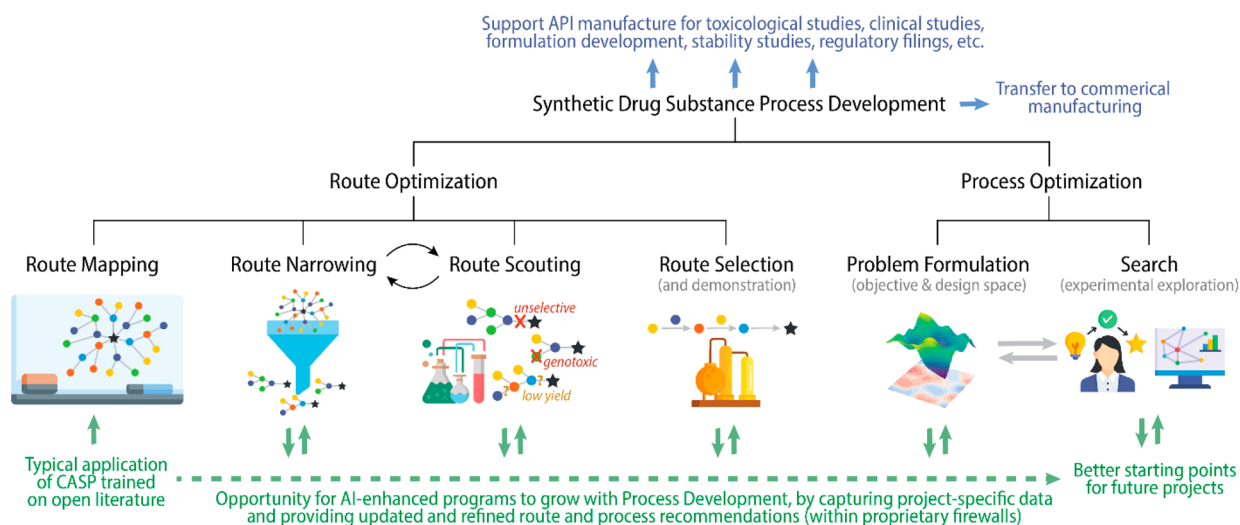 Support API manufacture for toxicological studies, clinical studies,
formulation development, stability studies, regulatory filings, etc.
Synthetic Drug Substance Process Development
Transfer to commerical
manufacturing
Route Optimization
Process Optimization
Route Mapping
Route Narrowing
Route Scouting
Route Selection
(and demonstration)
Problem Formulation
(objective & design space)
Search
(experimental exploration)
unselective
genotoxic
? ?
low yield
Typical application
of CASP trained
on open literature
Opportunity for AI-enhanced programs to grow with Process Development, by capturing project-specific data
and providing updated and refined route and process recommendations (within proprietary firewalls)
Better starting points
for future projects